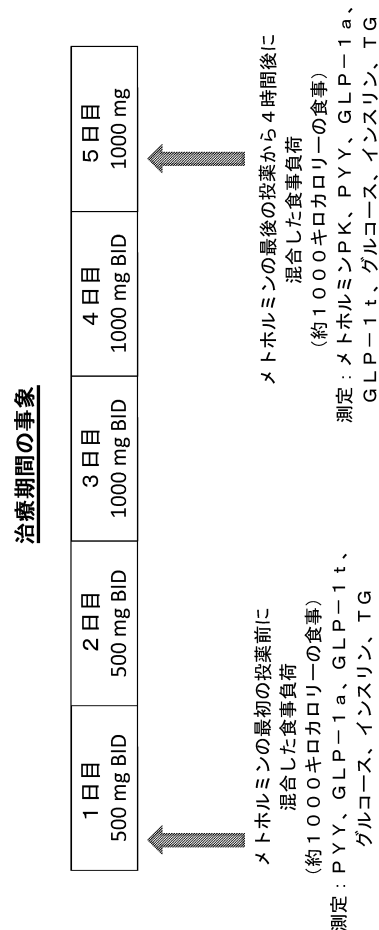 治療期間の事象
１日目
500 mg BID
２日目
500 mg BID
３日目
1000 mg BID
４日目
1000 mg BID
５日目
1000 mg
メトホルミンの最初の投薬前に
混合した食事負荷
（約１０００キロカロリーの食事）
測定：ＰＹＹ、ＧＬＰ－１ａ、ＧＬＰ－１ｔ、
グルコース、インスリン、ＴＧ
メトホルミンの最後の投薬から４時間後に
混合した食事負荷
（約１０００キロカロリーの食事）
測定：メトホルミンＰＫ、ＰＹＹ、ＧＬＰ－１ａ、
ＧＬＰ－１ｔ、グルコース、インスリン、ＴＧ